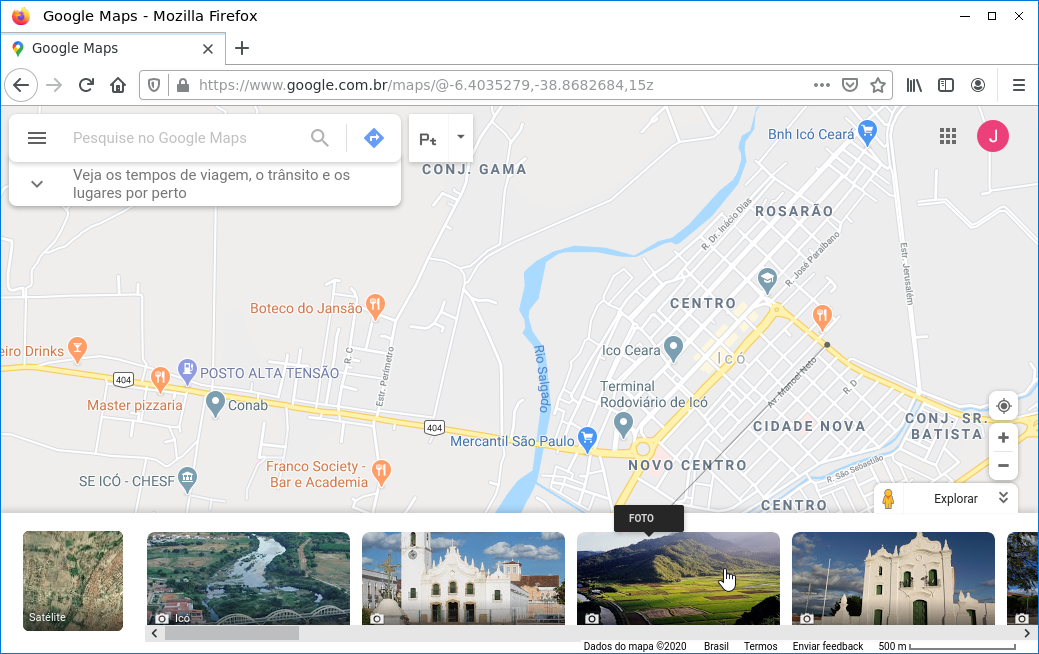 Google Maps - Mozilla Firefox
Google Maps
https://www.google.com.br/maps/@-6.4035279,-38.8682684,15z
Pesquise no Google Maps
Veja os tempos de viagem, o trânsito e os
lugares por perto
J
Bnh Icó Ceará
CONJ. GAMA
ROSARÃO
R. Dr. Inácio Dias
R. José Paraibano
Estr. Jerusalém
CENTRO
Boteco do Jansão
eiro Drinks
Ico Ceara
Icó
R. C
Rio Salgado
Estr. Perímetro
POSTO ALTA TENSÃO
404
Master pizzaria
Conab
Terminal
Rodoviário de Icó
Av. Manoel Neto
R. D
404
Mercantil São Paulo
CIDADE NOVA
CONJ. SR.
BATISTA
NOVO CENTRO
R. São Sebastião
Franco Society -
Bar e Academia
SE ICÓ - CHESF
CENTRO
Explorar
FOTO
Satélite
Icó
Dados do mapa ©2020 Brasil Termos Enviar feedback 500 m